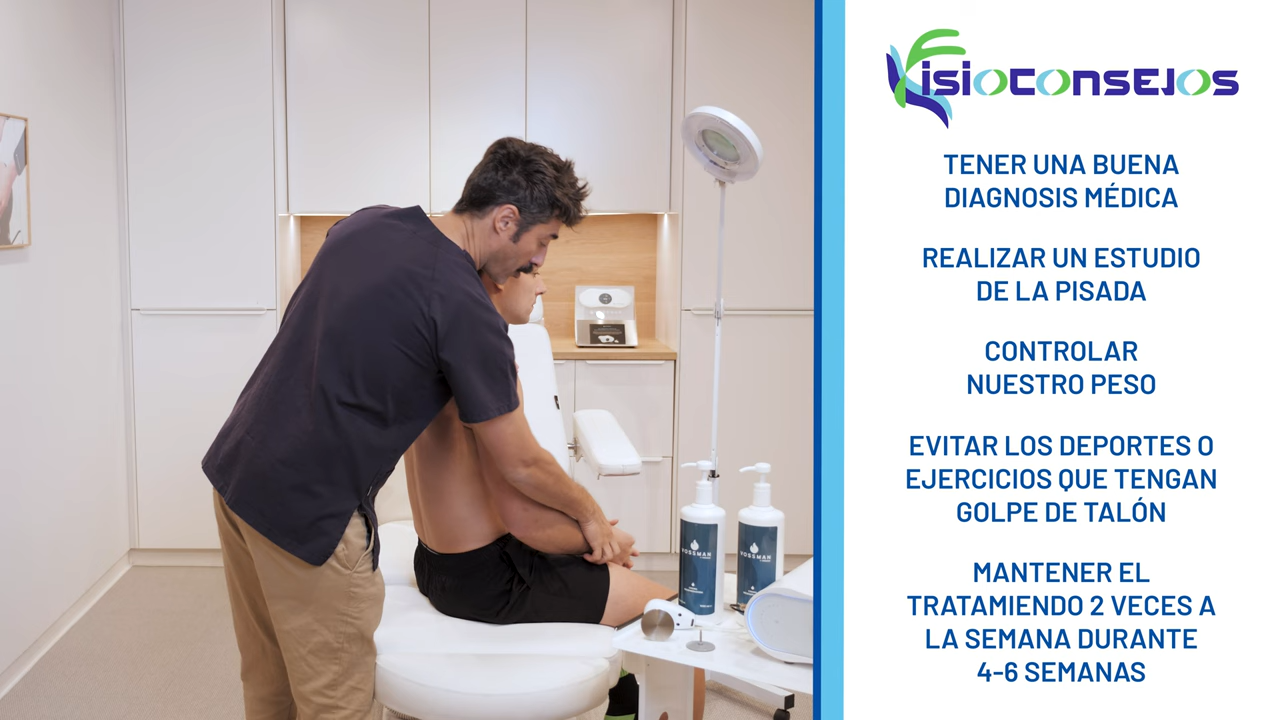 FISIOCONSEJOS
TENER UNA BUENA
DIAGNOSIS MÉDICA
REALIZAR UN ESTUDIO
DE LA PISADA
CONTROLAR
NUESTRO PESO
EVITAR LOS DEPORTES O
EJERCICIOS QUE TENGAN
GOLPE DE TALÓN
MANTENER EL
TRATAMIENDO 2 VECES A
LA SEMANA DURANTE
4-6 SEMANAS